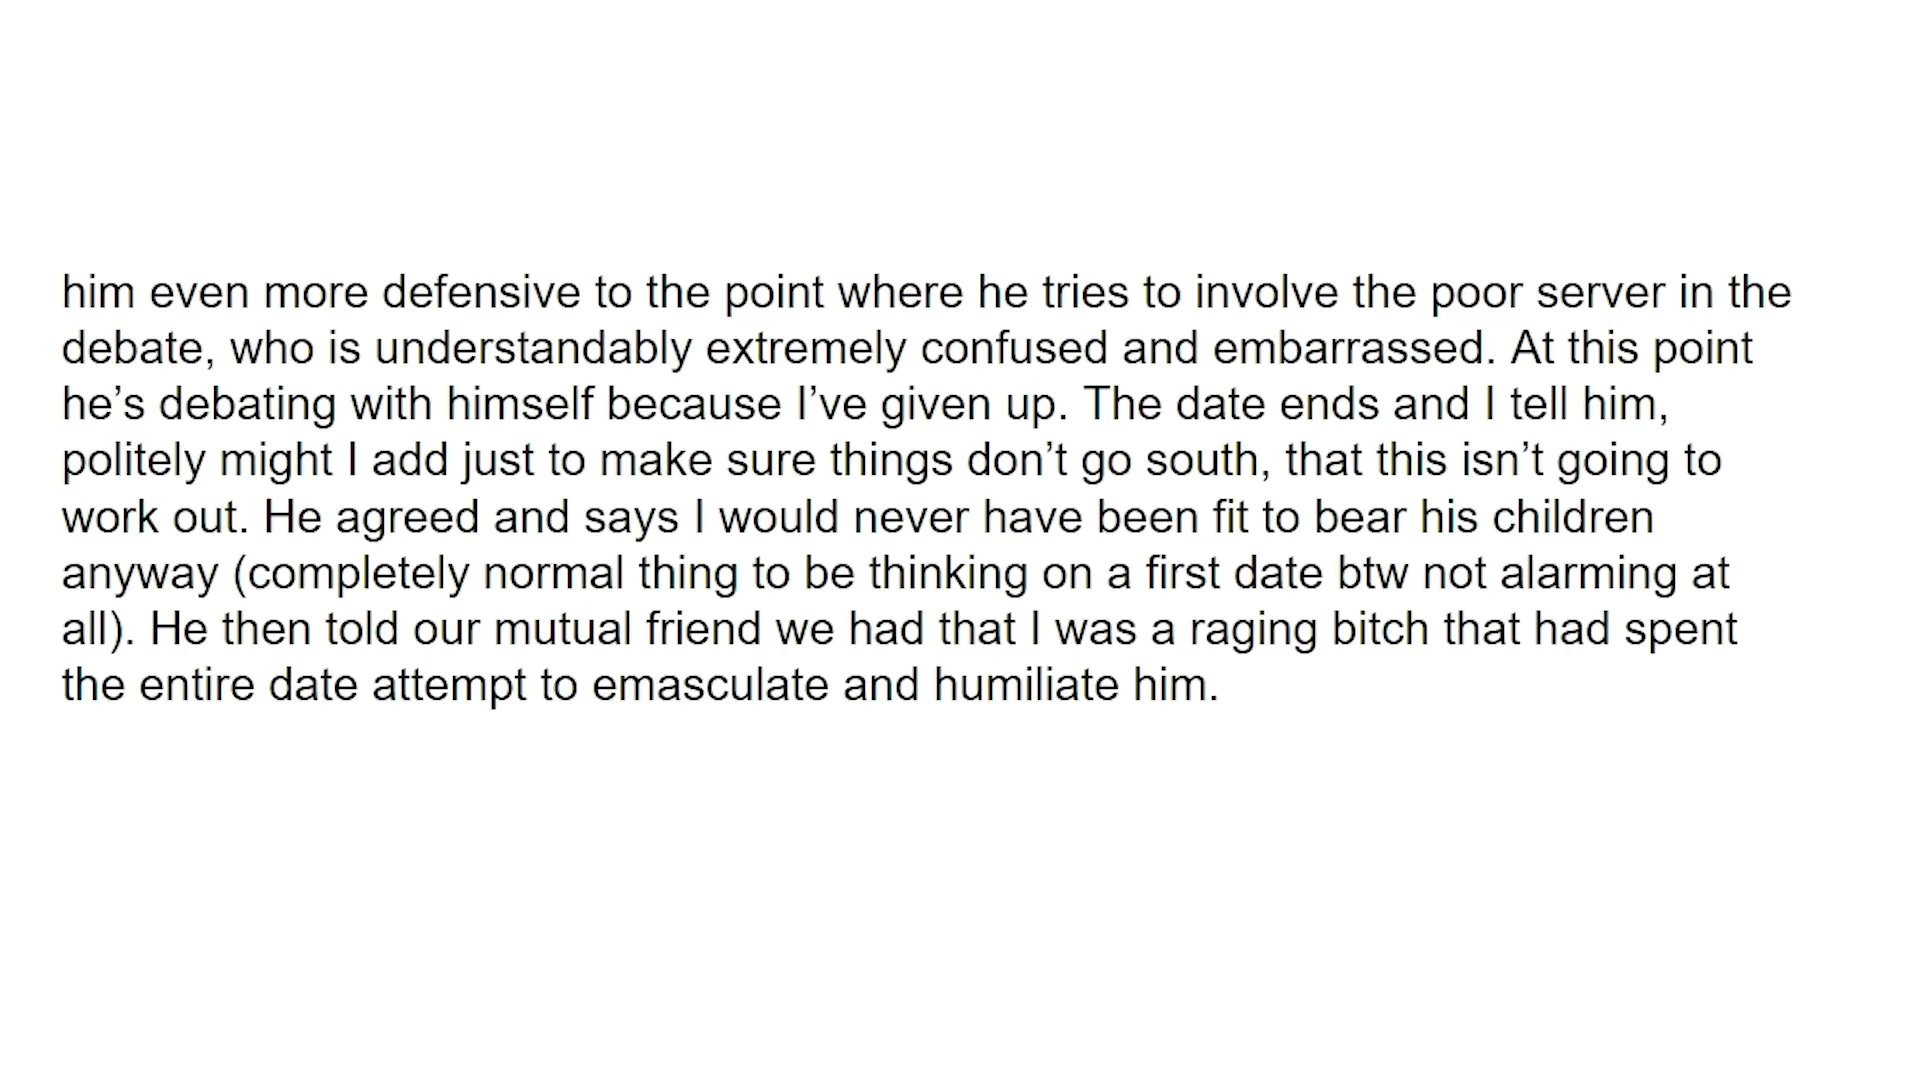 him even more defensive to the point where he tries to involve the poor server in the
debate, who is understandably extremely confused and embarrassed. At this point
he’s debating with himself because I’ve given up. The date ends and I tell him,
politely might I add just to make sure things don’t go south, that this isn’t going to
work out. He agreed and says I would never have been fit to bear his children
anyway (completely normal thing to be thinking on a first date btw not alarming at
all). He then told our mutual friend we had that I was a raging bitch that had spent
the entire date attempt to emasculate and humiliate him.